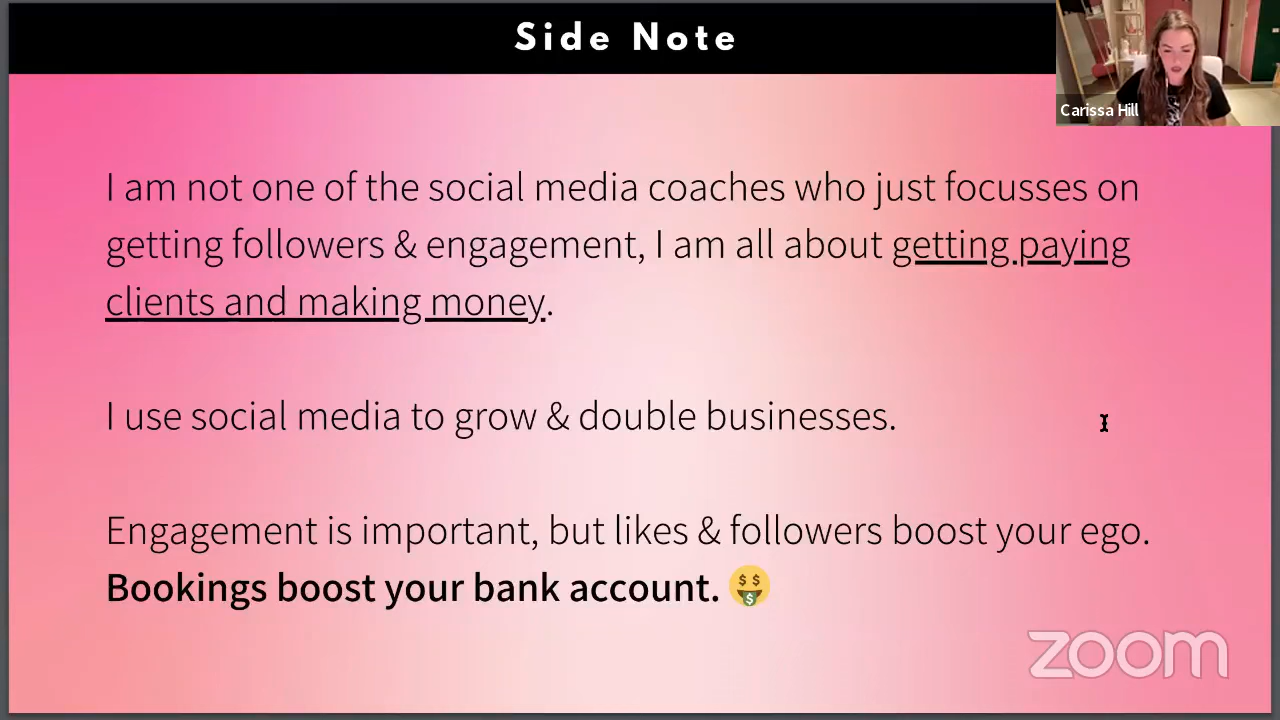 Side Note
Carissa Hill
I am not one of the social media coaches who just focusses on
getting followers & engagement, I am all about getting paying
clients and making money.
I use social media to grow & double businesses.
Engagement is important, but likes & followers boost your ego.
Bookings boost your bank account. 🤑
zoom